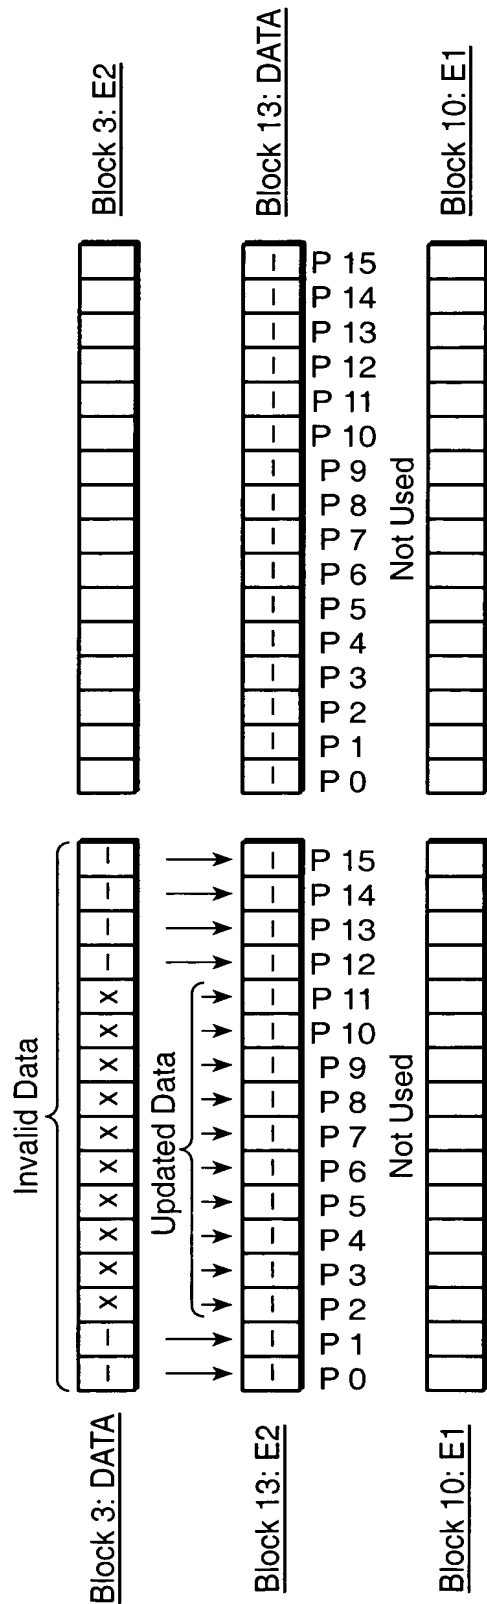 Invalid Data
Block 3: DATA
– – X X X X X X X X X X – – – –
Updated Data
Block 13: E2
– – – – – – – – – – – – – – – –
P 0 P 1 P 2 P 3 P 4 P 5 P 6 P 7 P 8 P 9 P 10 P 11 P 12 P 13 P 14 P 15
Not Used
Block 10: E1
Block 3: E2
– – – – – – – – – – – – – – – –
Block 13: DATA
P 0 P 1 P 2 P 3 P 4 P 5 P 6 P 7 P 8 P 9 P 10 P 11 P 12 P 13 P 14 P 15
Not Used
Block 10: E1